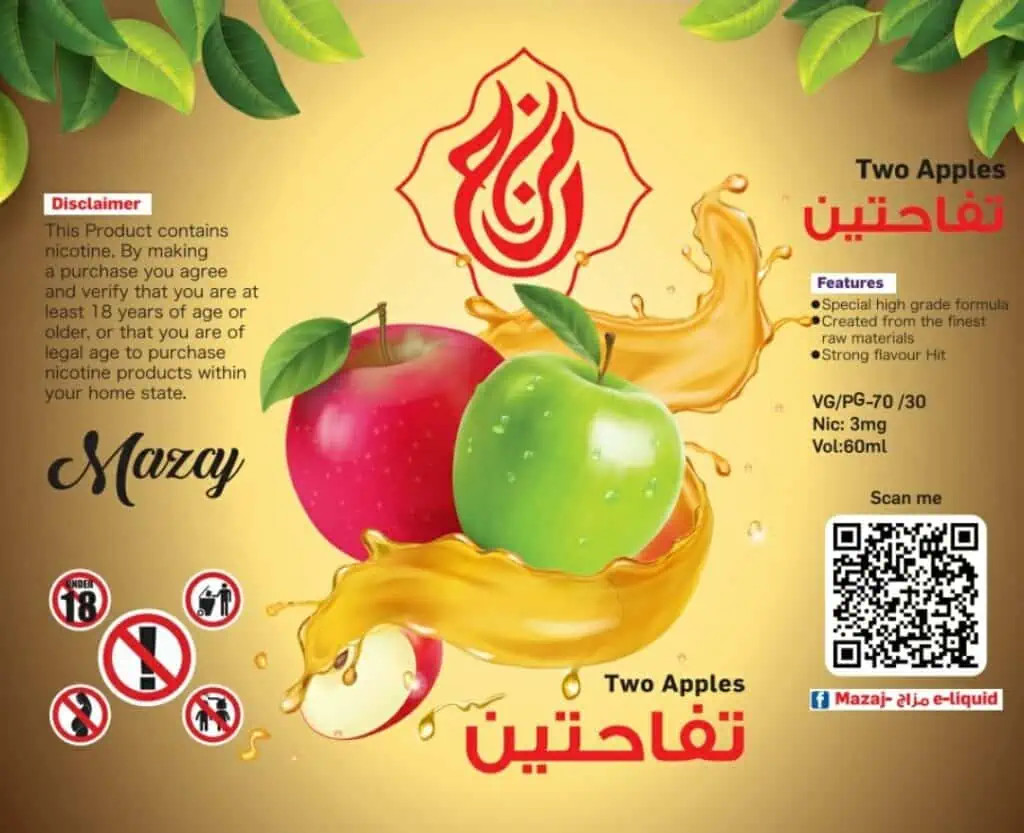 مزاج
Disclaimer
This Product contains
nicotine. By making
a purchase you agree
and verify that you are at
least 18 years of age or
older, or that you are of
legal age to purchase
nicotine products within
your home state.
Mazaj
UNDER
18
Two Apples
تفاحتين
Features
●Special high grade formula
●Created from the finest
raw materials
●Strong flavour Hit
VG/PG-70 /30
Nic: 3mg
Vol:60ml
Scan me
f Mazaj- مزاج e-liquid
Two Apples
تفاحتين